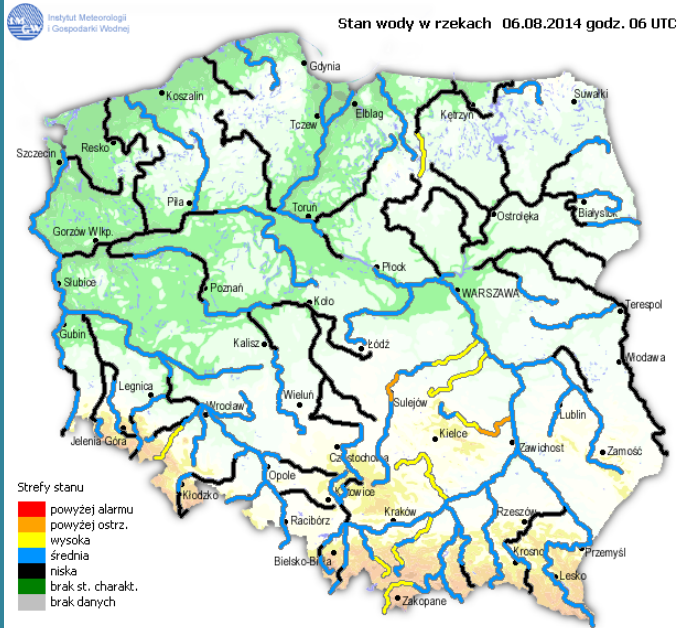 Instytut Meteorologii
i Gospodarki Wodnej
Stan wody w rzekach 06.08.2014 godz. 06 UTC
Gdynia
Koszalin
Suwałki
Elbląg
Kętrzyn
Tczew
Resko
Szczecin
Piła
Toruń
Ostrołęka
Białystok
Gorzów Wlkp.
Płock
Słubice
Poznań
WARSZAWA
Koło
Terespol
Gubin
Kalisz
Łódź
Włodawa
Legnica
Wieluń
Sulejów
Wrocław
Lublin
Jelenia Góra
Kielce
Zawichost
Częstochowa
Zamość
Opole
Strefy stanu
Kłodzko
Katowice
powyżej alarmu
Racibórz
Kraków
Rzeszów
powyżej ostrz.
wysoka
Przemyśl
średnia
Bielsko-Biała
Krosno
niska
Lesko
brak st. charakt.
Zakopane
brak danych